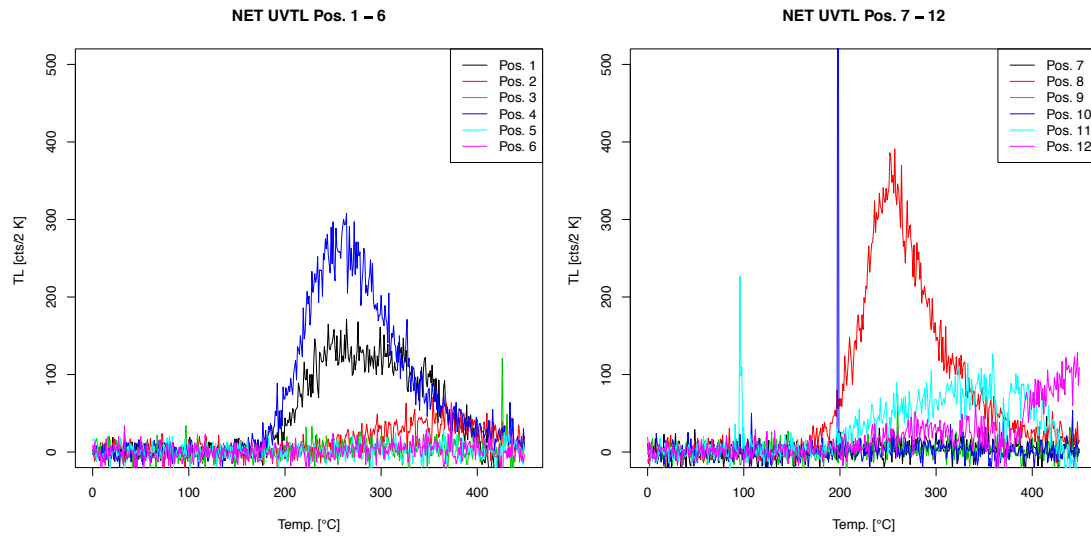 NET UVTL Pos. 1 – 6
TL [cts/2 K]
500
400
300
200
100
0
0 100 200 300 400
Temp. [°C]
Pos. 1
Pos. 2
Pos. 3
Pos. 4
Pos. 5
Pos. 6
NET UVTL Pos. 7 – 12
TL [cts/2 K]
500
400
300
200
100
0
0 100 200 300 400
Temp. [°C]
Pos. 7
Pos. 8
Pos. 9
Pos. 10
Pos. 11
Pos. 12